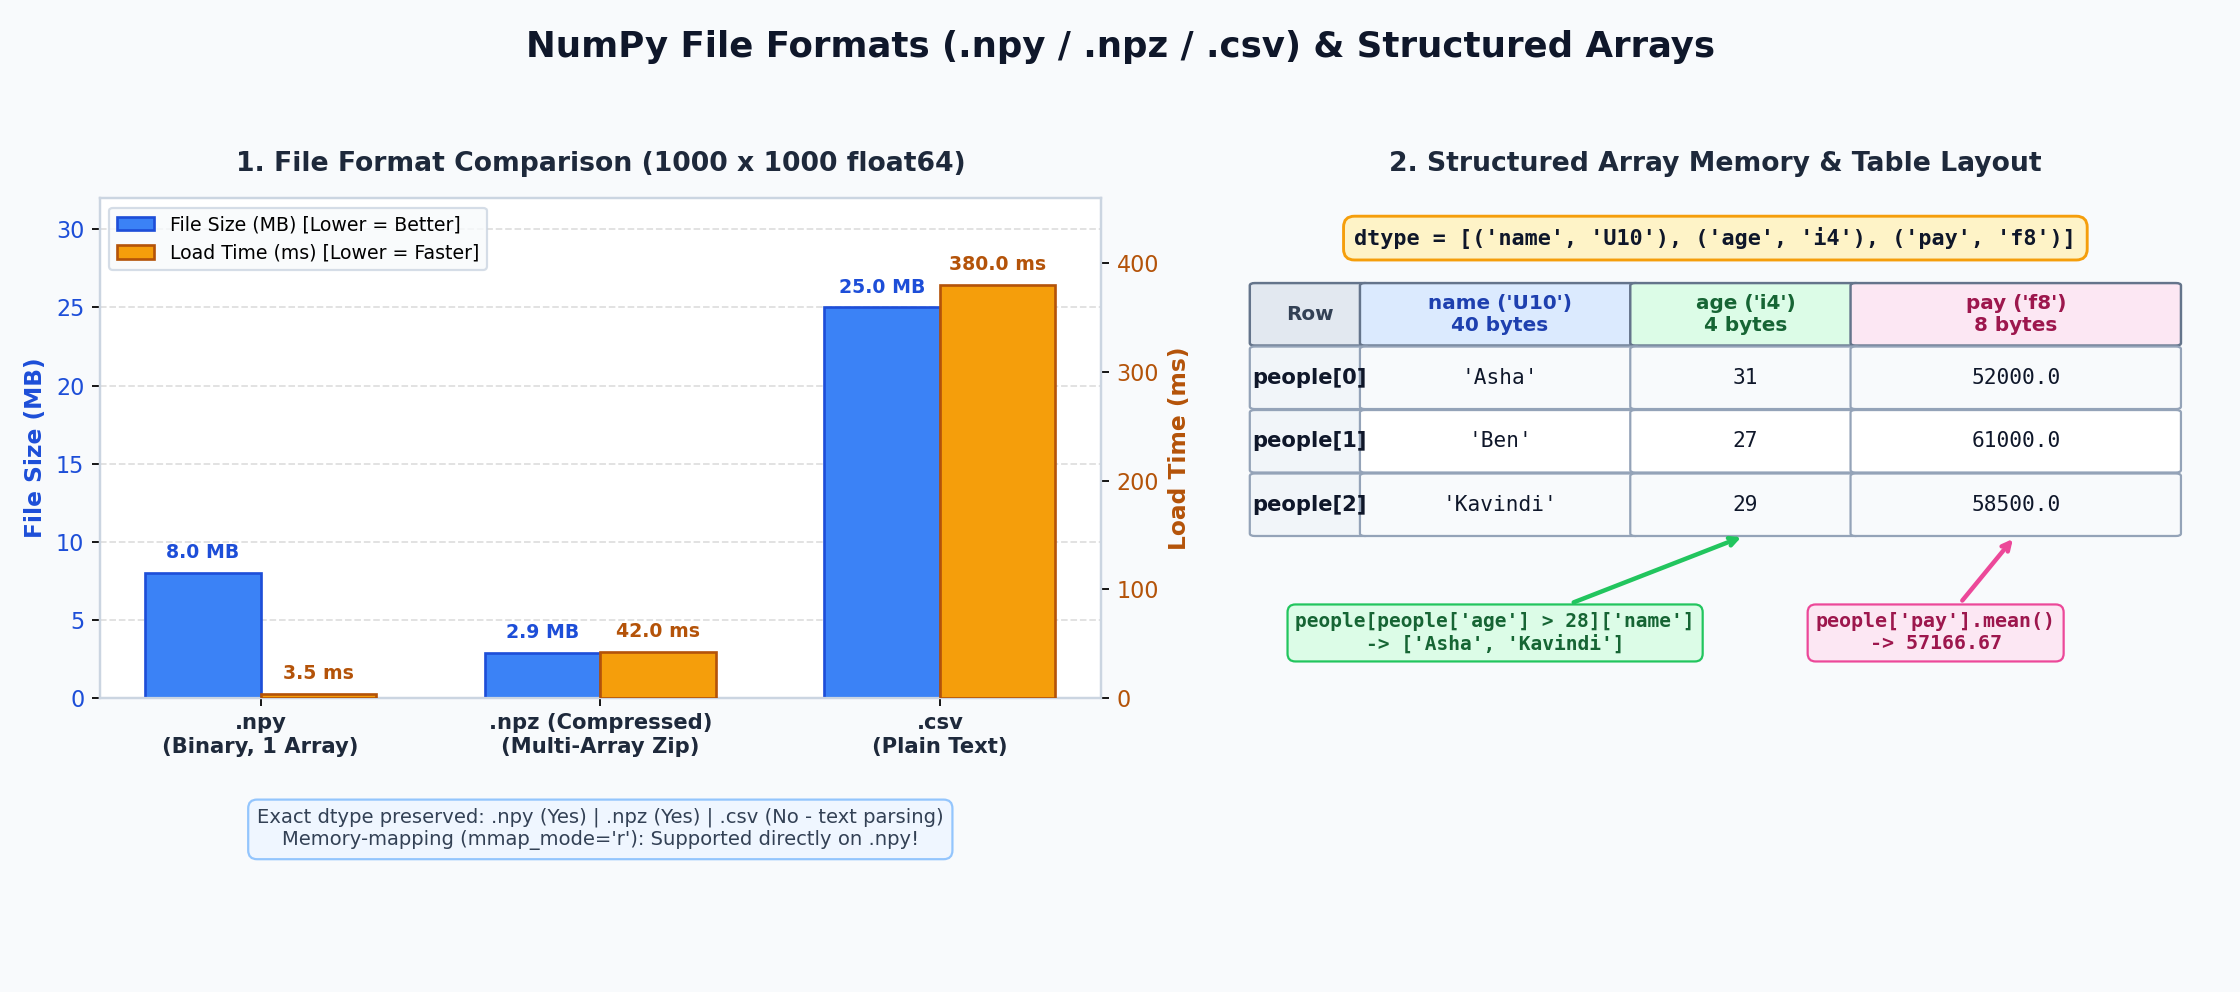 NumPy File Formats (.npy / .npz / .csv) & Structured Arrays
1. File Format Comparison (1000 x 1000 float64)
File Size (MB) [Lower = Better]
Load Time (ms) [Lower = Faster]
File Size (MB)
30
25
20
15
10
5
0
8.0 MB
3.5 ms
2.9 MB
42.0 ms
25.0 MB
380.0 ms
400
300
200
100
0
Load Time (ms)
.npy
(Binary, 1 Array)
.npz (Compressed)
(Multi-Array Zip)
.csv
(Plain Text)
Exact dtype preserved: .npy (Yes) | .npz (Yes) | .csv (No - text parsing)
Memory-mapping (mmap_mode='r'): Supported directly on .npy!
2. Structured Array Memory & Table Layout
dtype = [('name', 'U10'), ('age', 'i4'), ('pay', 'f8')]
Row
name ('U10')
40 bytes
age ('i4')
4 bytes
pay ('f8')
8 bytes
people[0] 'Asha' 31 52000.0
people[1] 'Ben' 27 61000.0
people[2] 'Kavindi' 29 58500.0
people[people['age'] > 28]['name']
-> ['Asha', 'Kavindi']
people['pay'].mean()
-> 57166.67